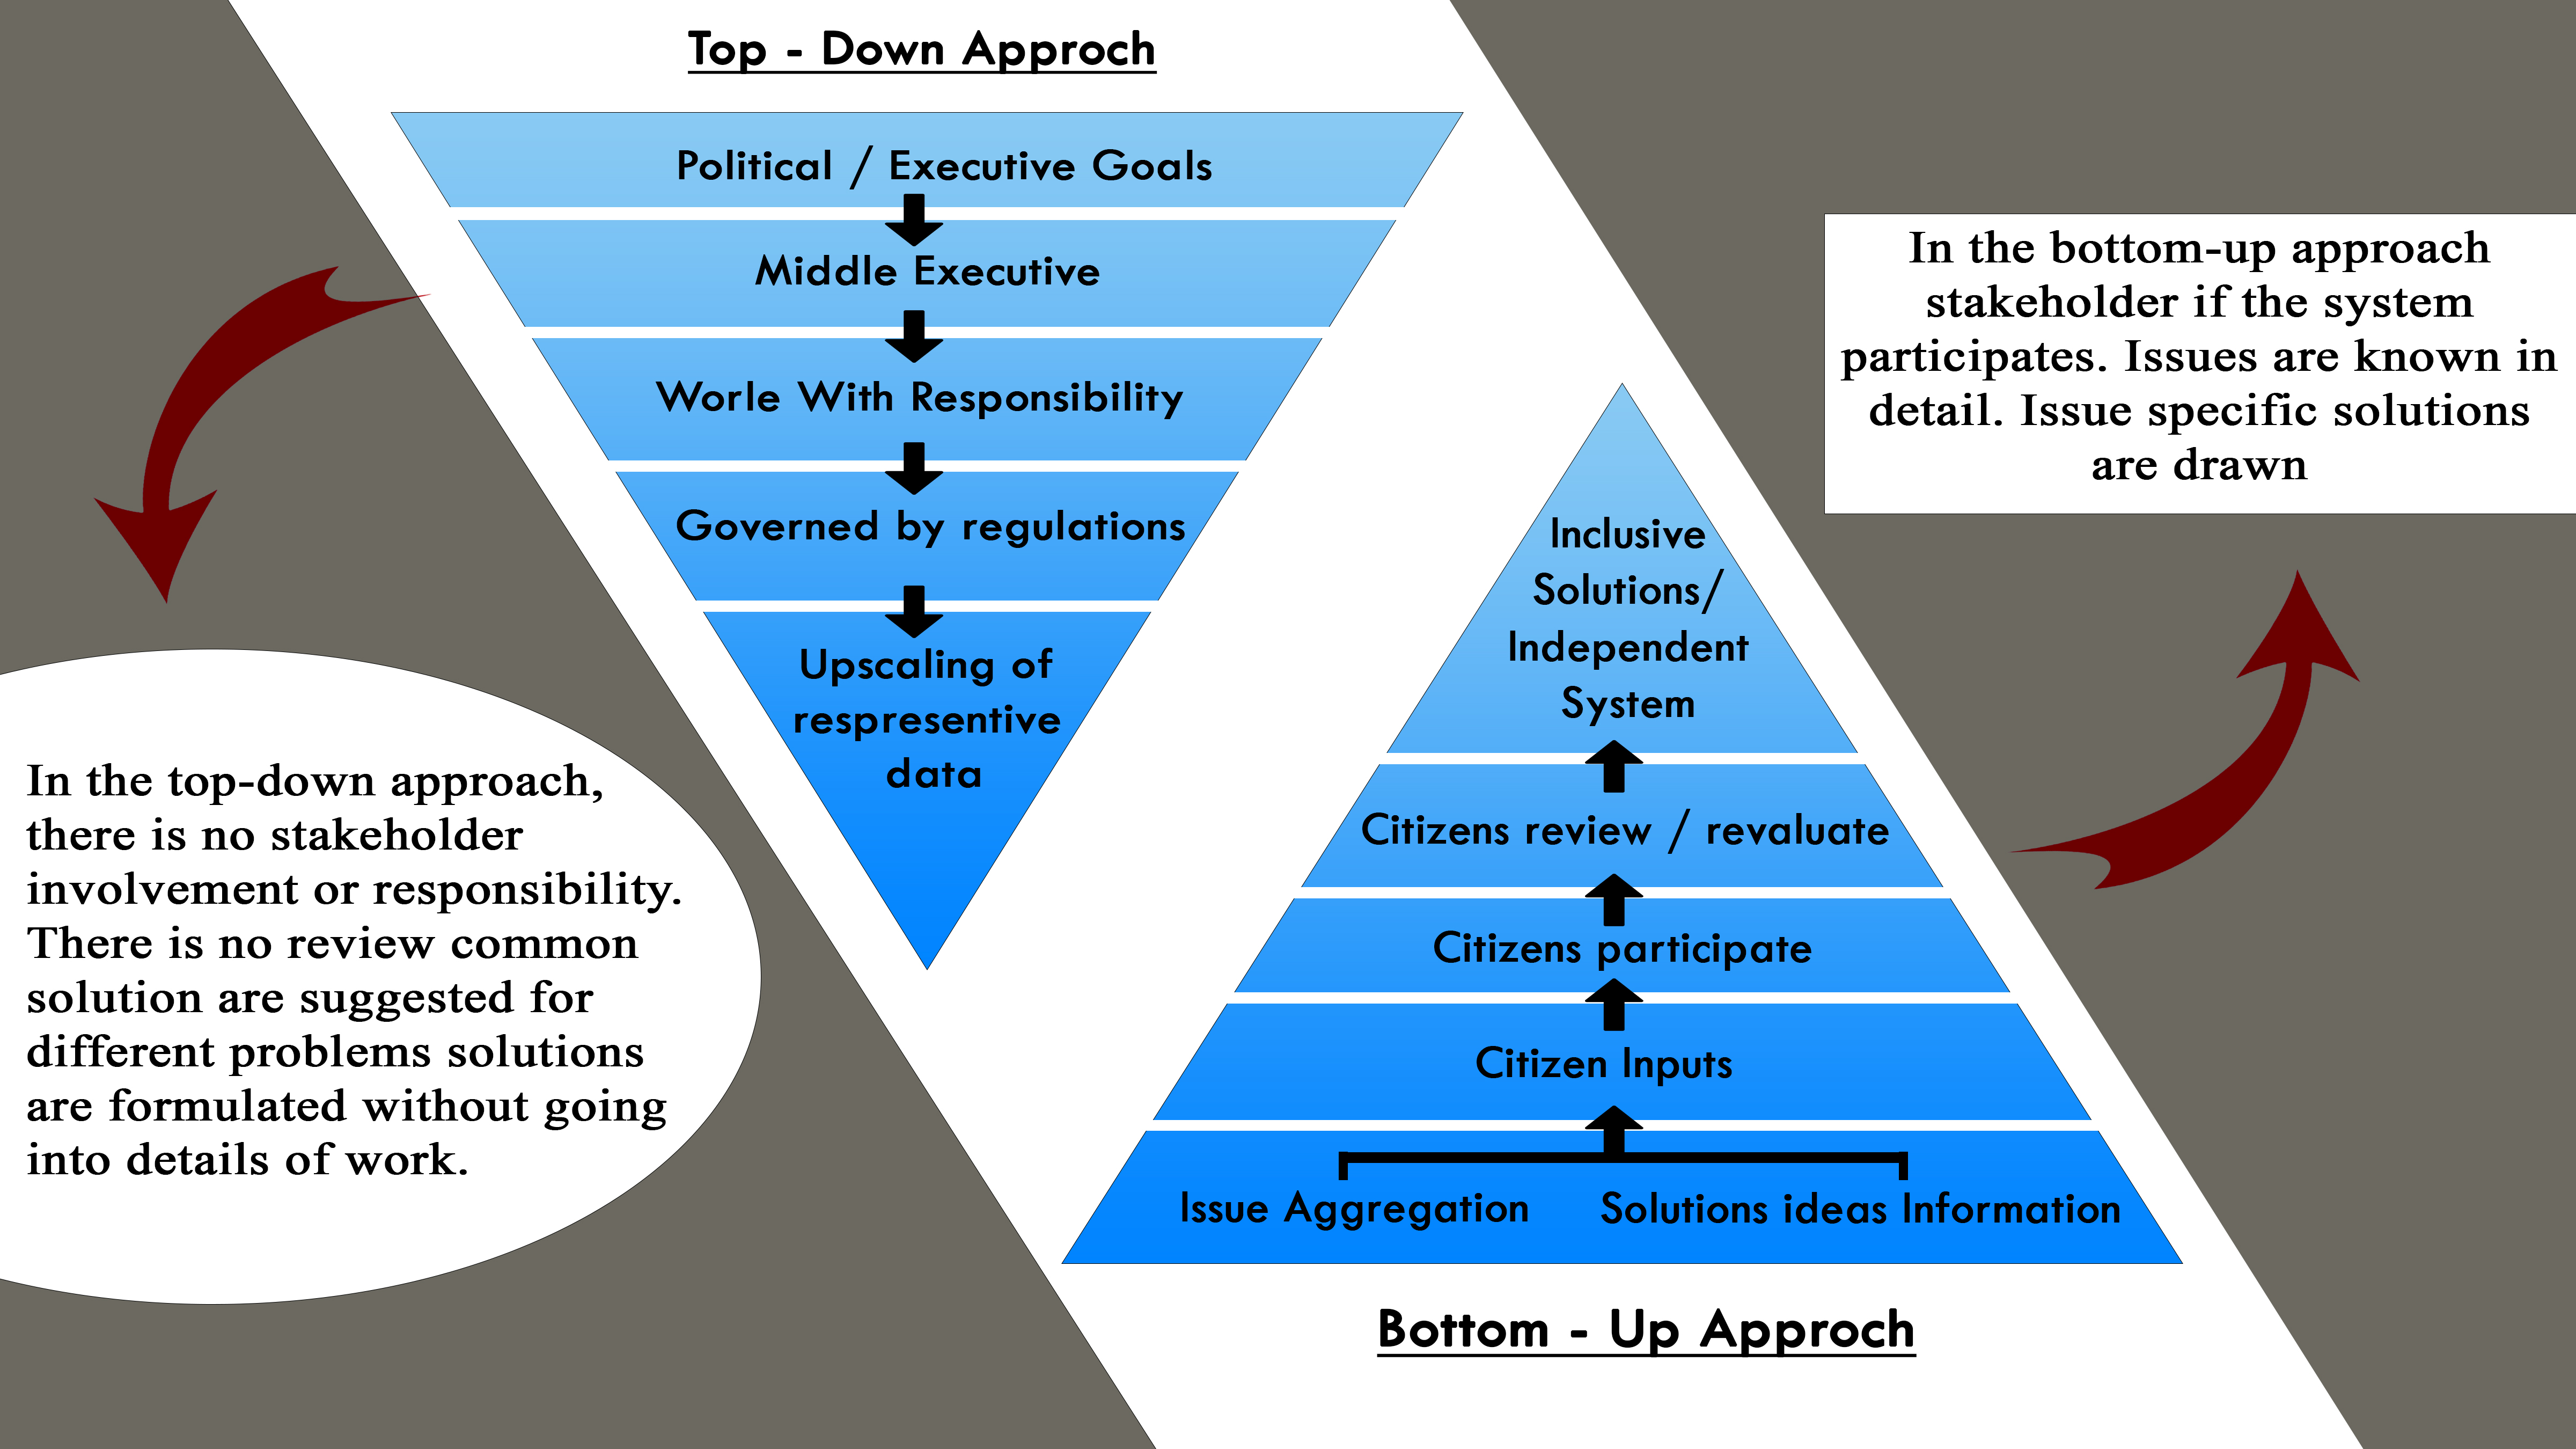 Top - Down Approch
Political / Executive Goals
Middle Executive
Worle With Responsibility
Governed by regulations
Upscaling of
respresentive
data
In the top-down approach,
there is no stakeholder
involvement or responsibility.
There is no review common
solution are suggested for
different problems solutions
are formulated without going
into details of work.
In the bottom-up approach
stakeholder if the system
participates. Issues are known in
detail. Issue specific solutions
are drawn
Inclusive
Solutions/
Independent
System
Citizens review / revaluate
Citizens participate
Citizen Inputs
Issue Aggregation Solutions ideas Information
Bottom - Up Approch